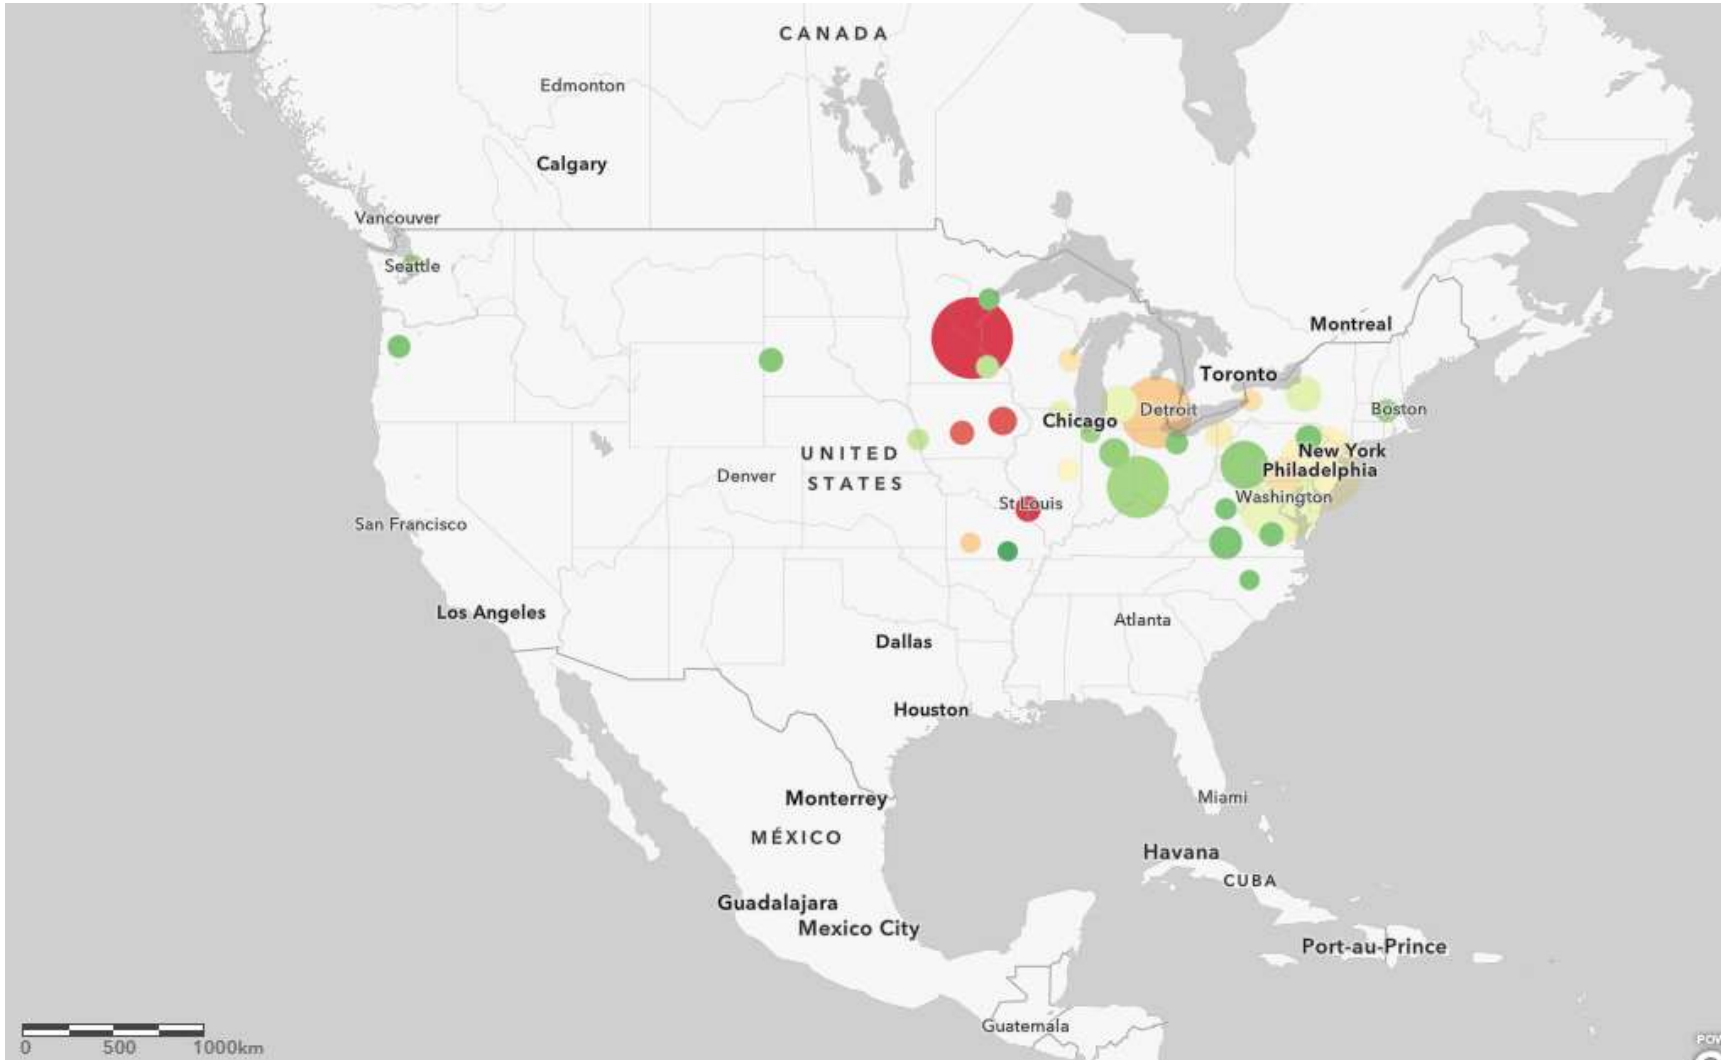 CANADA
Edmonton
Calgary
Vancouver
Seattle
Montreal
Toronto
Boston
Detroit
Chicago
New York
UNITED
STATES
Philadelphia
Denver
Washington
St Louis
San Francisco
Los Angeles
Atlanta
Dallas
Houston
Monterrey
Miami
MÉXICO
Havana
CUBA
Guadalajara
Mexico City
Port-au-Prince
Guatemala
0 500 1000km